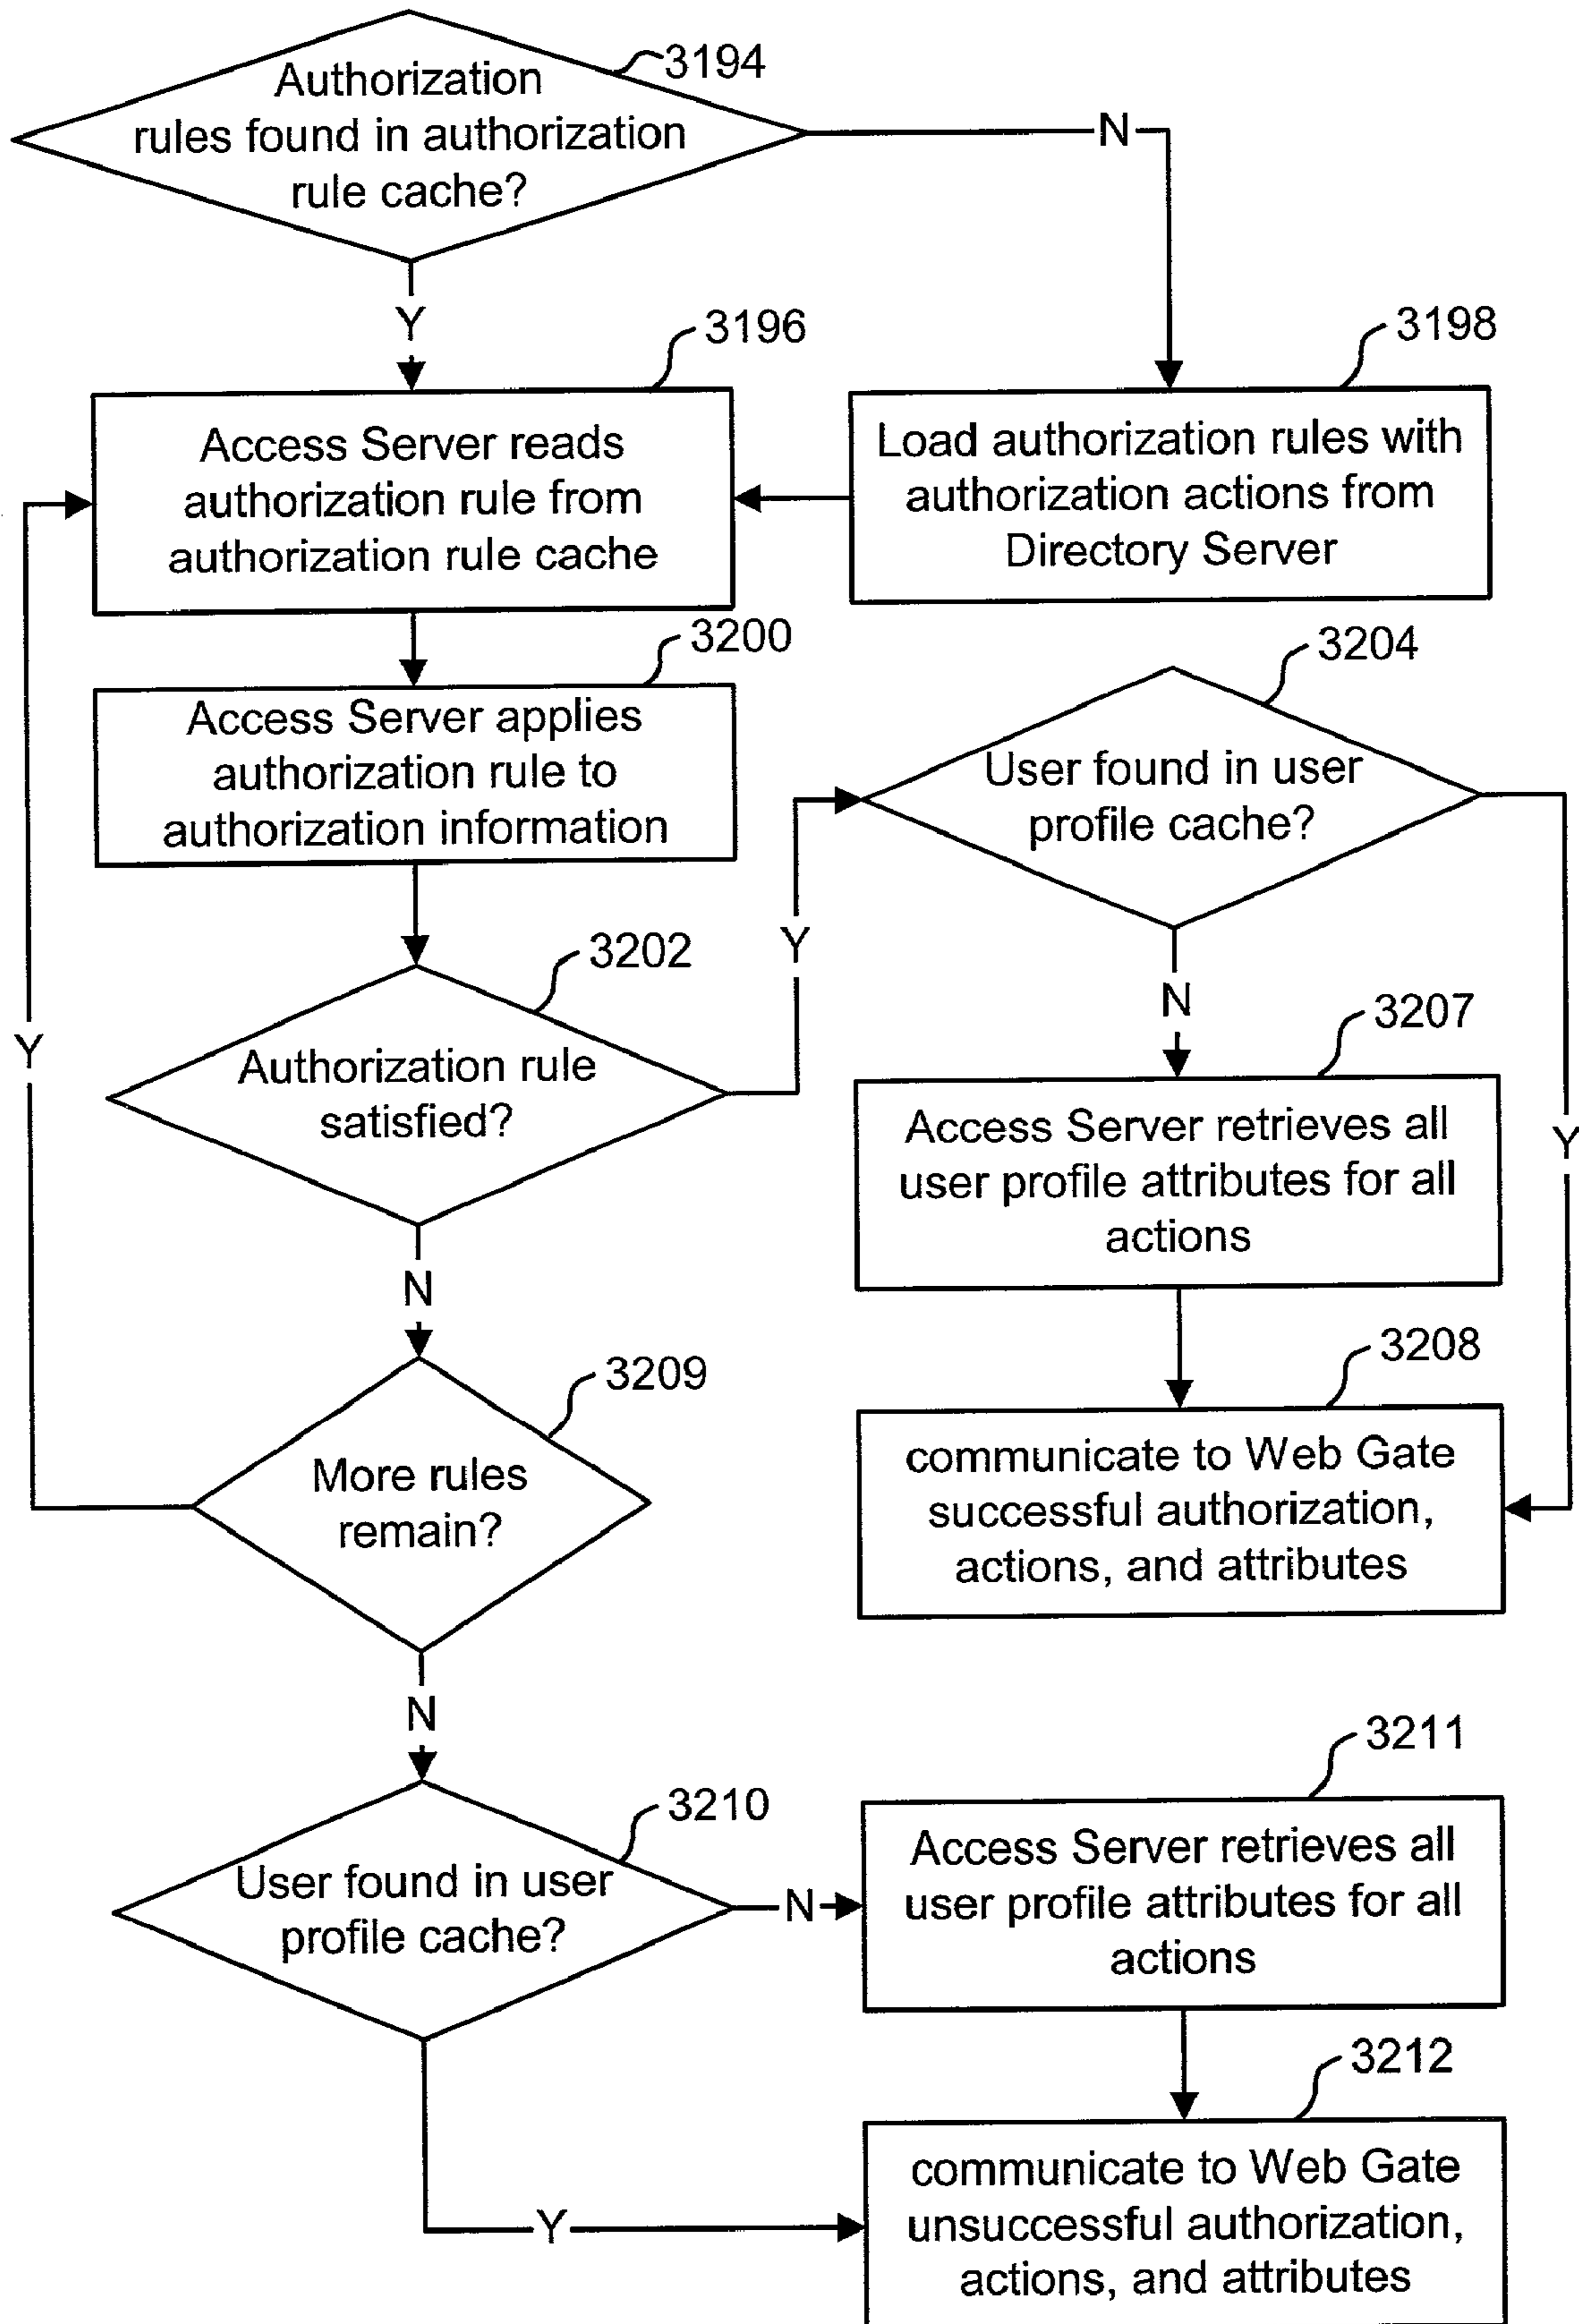 3194
Authorization
rules found in authorization
rule cache?
N
Y
3196
Access Server reads
authorization rule from
authorization rule cache
3198
Load authorization rules with
authorization actions from
Directory Server
3200
Access Server applies
authorization rule to
authorization information
3204
User found in user
profile cache?
Y
3202
Authorization rule
satisfied?
Y
N
3207
Access Server retrieves all
user profile attributes for all
actions
Y
N
3208
communicate to Web Gate
successful authorization,
actions, and attributes
3209
More rules
remain?
N
3210
User found in user
profile cache?
N
3211
Access Server retrieves all
user profile attributes for all
actions
3212
communicate to Web Gate
unsuccessful authorization,
actions, and attributes
Y